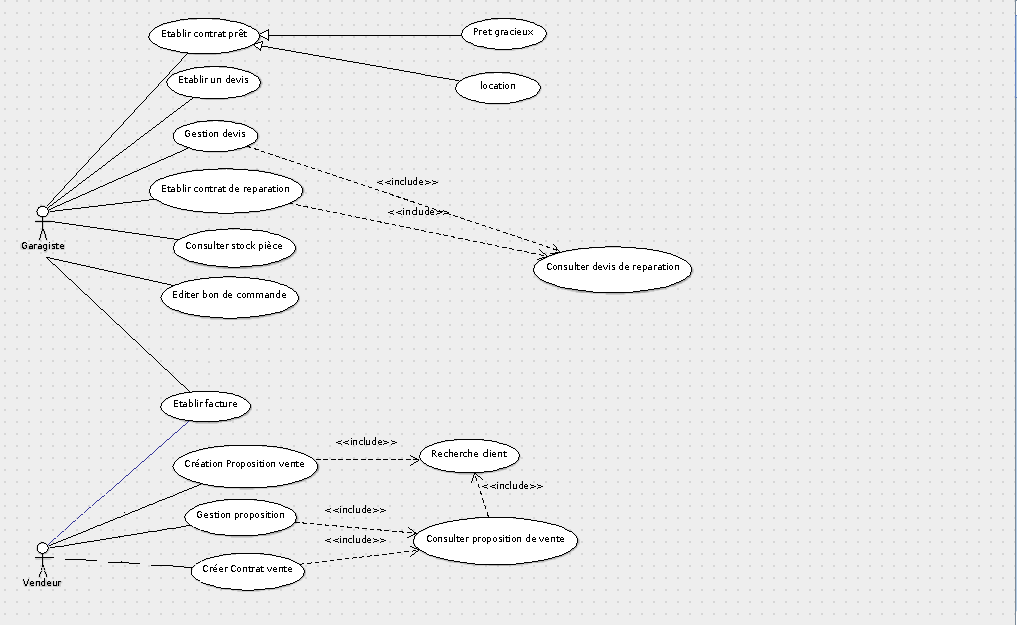 Etablir contrat prêt
Pret gracieux
Etablir un devis
location
Gestion devis
<<include>>
Etablir contrat de reparation
<<include>>
Garagiste
Consulter stock pièce
Consulter devis de reparation
Editer bon de commande
Etablir facture
<<include>>
Recherche client
Création Proposition vente
<<include>>
<<include>>
Gestion proposition
<<include>>
Consulter proposition de vente
Créer Contrat vente
Vendeur